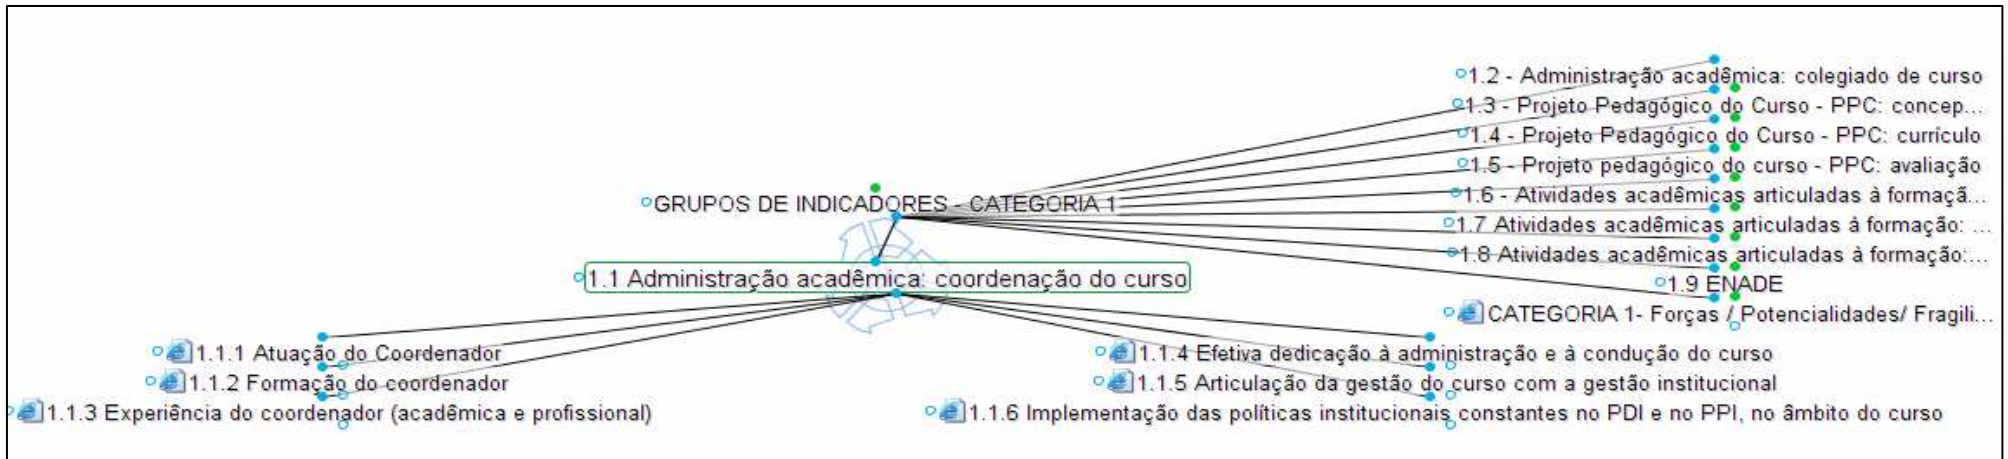 1.2 - Administração acadêmica: colegiado de curso
1.3 - Projeto Pedagógico do Curso - PPC: concep...
1.4 - Projeto Pedagógico do Curso - PPC: currículo
1.5 - Projeto pedagógico do curso - PPC: avaliação
1.6 - Atividades acadêmicas articuladas à formaçã...
GRUPOS DE INDICADORES - CATEGORIA 1
1.7 Atividades acadêmicas articuladas à formação: ...
1.8 Atividades acadêmicas articuladas à formação:...
1.1 Administração acadêmica: coordenação do curso
1.9 ENADE
CATEGORIA 1- Forças / Potencialidades/ Fragili...
1.1.1 Atuação do Coordenador
1.1.2 Formação do coordenador
1.1.3 Experiência do coordenador (acadêmica e profissional)
1.1.4 Efetiva dedicação à administração e à condução do curso
1.1.5 Articulação da gestão do curso com a gestão institucional
1.1.6 Implementação das políticas institucionais constantes no PDI e no PPI, no âmbito do curso